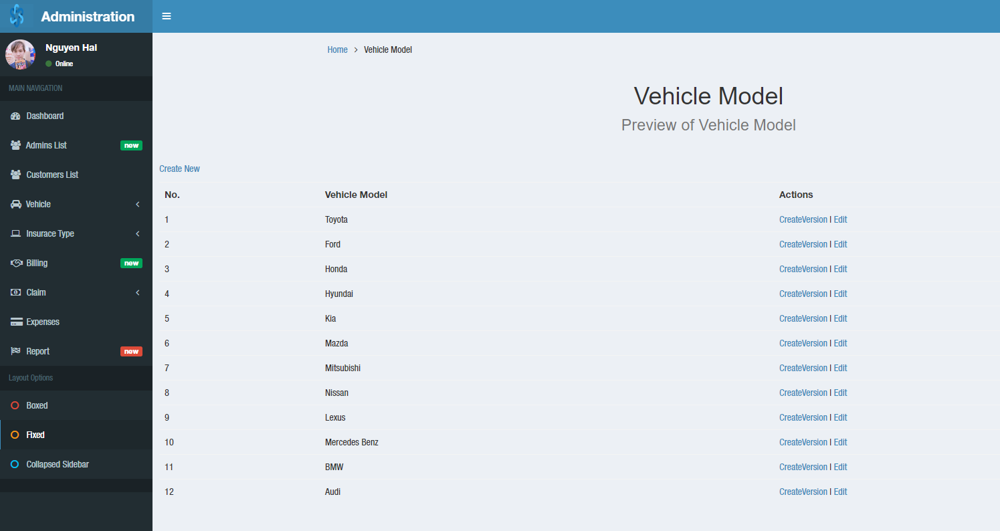 Administration
Nguyen Hal
Online
MAIN NAVIGATION
Dashboard
Admins List new
Customers List
Vehicle
Insurace Type
Billing new
Claim
Expenses
Report new
Layout Options
Boxed
Fixed
Collapsed Sidebar
Home > Vehicle Model
Vehicle Model
Preview of Vehicle Model
Create New
No. Vehicle Model Actions
1 Toyota CreateVersion | Edit
2 Ford CreateVersion | Edit
3 Honda CreateVersion | Edit
4 Hyundai CreateVersion | Edit
5 Kia CreateVersion | Edit
6 Mazda CreateVersion | Edit
7 Mitsubishi CreateVersion | Edit
8 Nissan CreateVersion | Edit
9 Lexus CreateVersion | Edit
10 Mercedes Benz CreateVersion | Edit
11 BMW CreateVersion | Edit
12 Audi CreateVersion | Edit